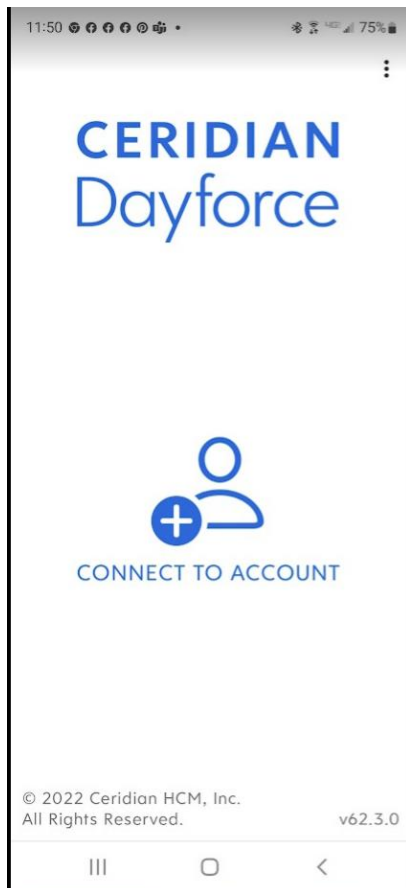 11:50
75%
CERIDIAN
Dayforce
CONNECT TO ACCOUNT
© 2022 Ceridian HCM, Inc.
All Rights Reserved.
v62.3.0